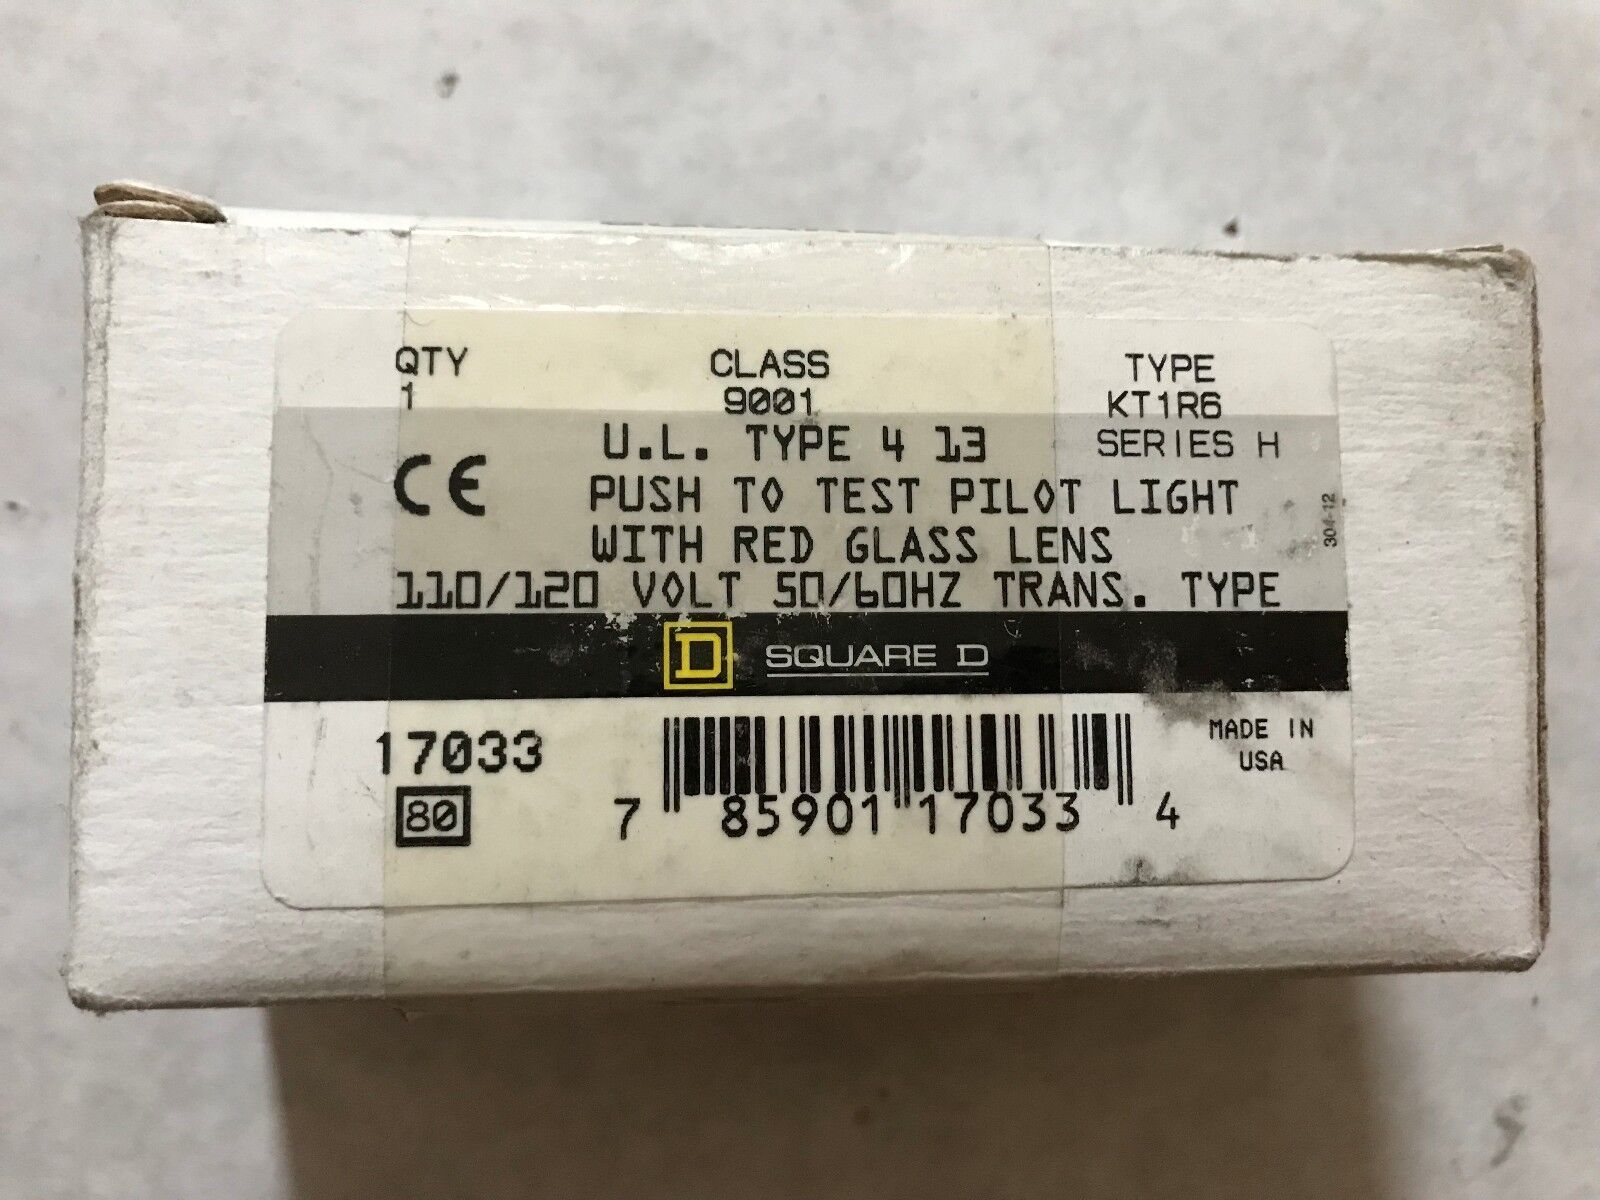 QTY CLASS TYPE
1 9001 KT1R6
U.L. TYPE 4 13 SERIES H
CE PUSH TO TEST PILOT LIGHT
WITH RED GLASS LENS
304-12
110/120 VOLT 50/60HZ TRANS. TYPE
D SQUARE D
17033 MADE IN
USA
80 7 85901 17033 4